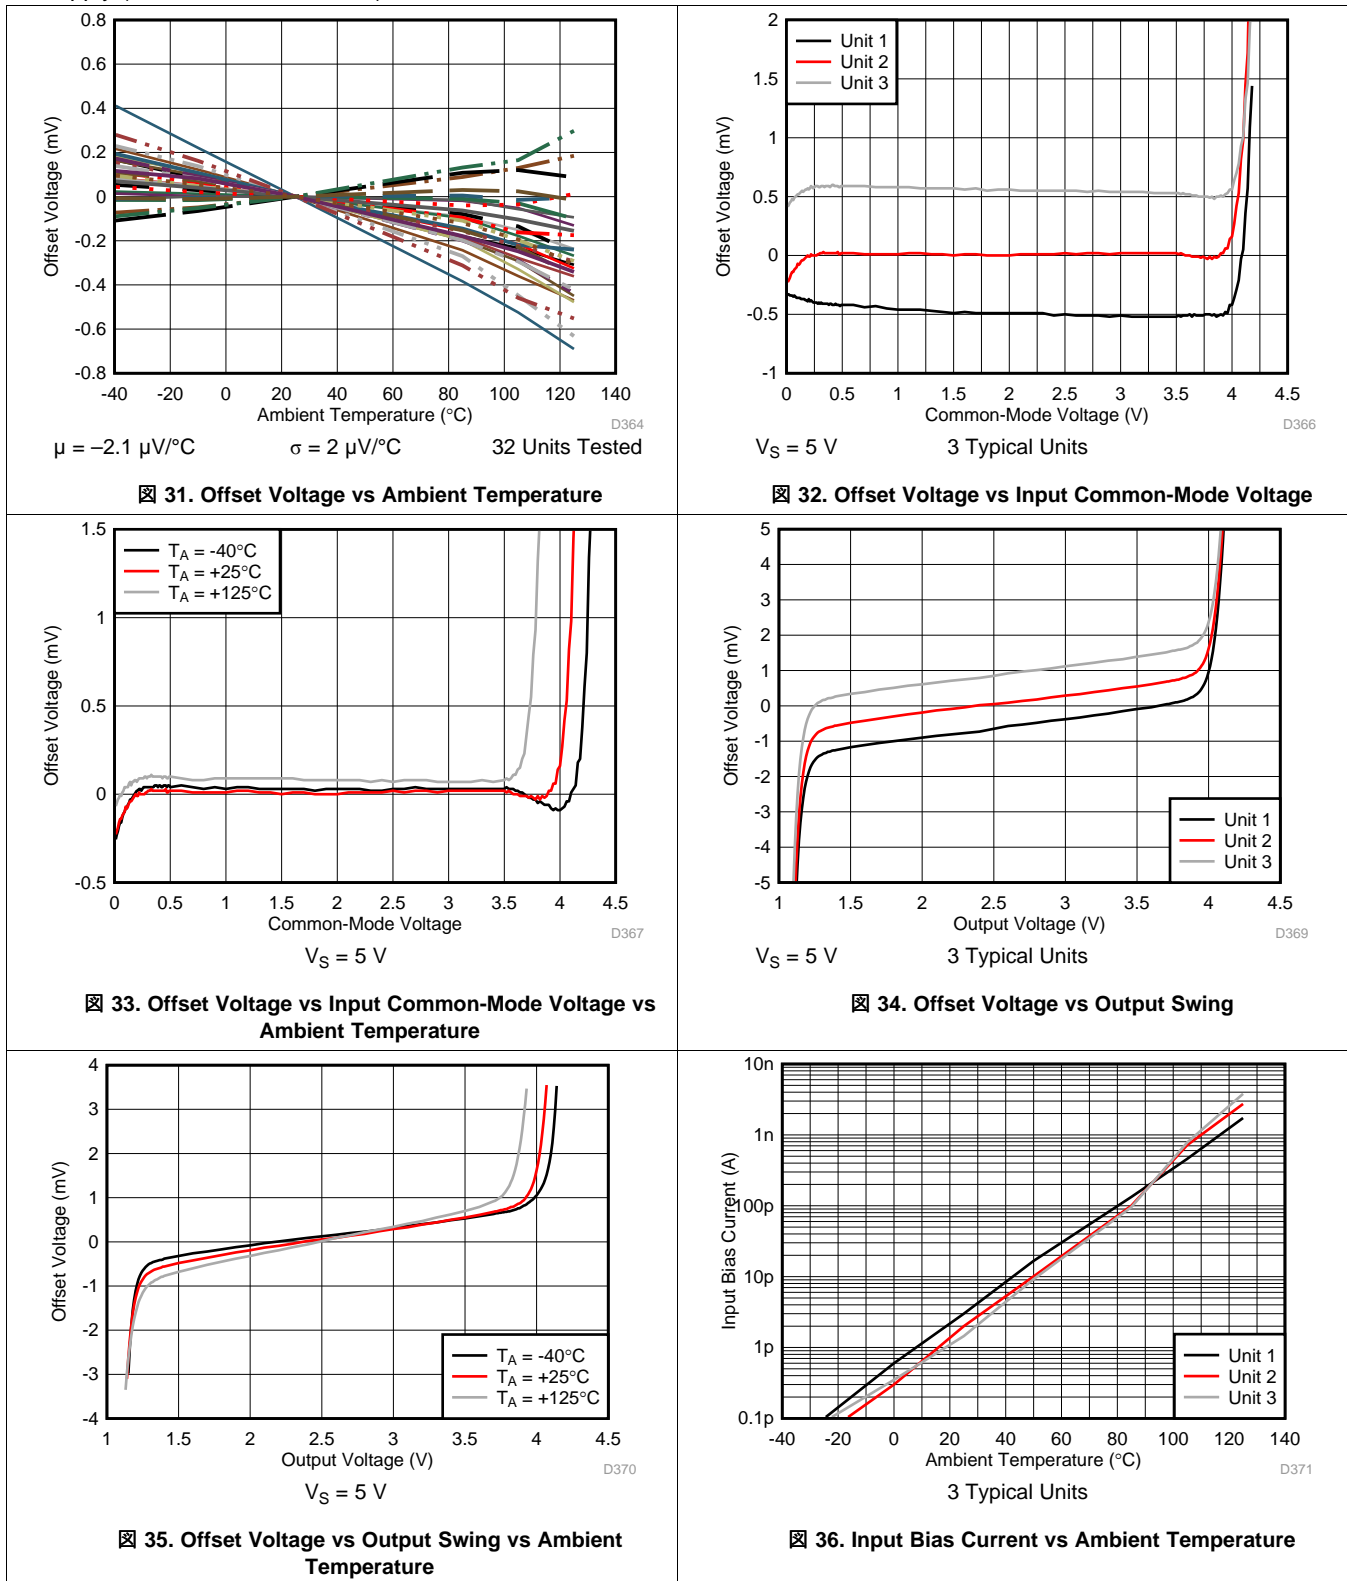 0.8
0.6
0.4
0.2
0
-0.2
-0.4
-0.6
-0.8
Offset Voltage (mV)
-40 -20 0 20 40 60 80 100 120 140
Ambient Temperature (°C)
D364
μ = –2.1 μV/°C σ = 2 μV/°C 32 Units Tested
図 31. Offset Voltage vs Ambient Temperature
2
1.5
1
0.5
0
-0.5
-1
Offset Voltage (mV)
Unit 1
Unit 2
Unit 3
0 0.5 1 1.5 2 2.5 3 3.5 4 4.5
Common-Mode Voltage (V)
D366
VS = 5 V 3 Typical Units
図 32. Offset Voltage vs Input Common-Mode Voltage
1.5
1
0.5
0
-0.5
Offset Voltage (mV)
TA = -40°C
TA = +25°C
TA = +125°C
0 0.5 1 1.5 2 2.5 3 3.5 4 4.5
Common-Mode Voltage
D367
VS = 5 V
図 33. Offset Voltage vs Input Common-Mode Voltage vs
Ambient Temperature
5
4
3
2
1
0
-1
-2
-3
-4
-5
Offset Voltage (mV)
Unit 1
Unit 2
Unit 3
1 1.5 2 2.5 3 3.5 4 4.5
Output Voltage (V)
D369
VS = 5 V 3 Typical Units
図 34. Offset Voltage vs Output Swing
4
3
2
1
0
-1
-2
-3
-4
Offset Voltage (mV)
TA = -40°C
TA = +25°C
TA = +125°C
1 1.5 2 2.5 3 3.5 4 4.5
Output Voltage (V)
D370
VS = 5 V
図 35. Offset Voltage vs Output Swing vs Ambient
Temperature
10n
1n
100p
10p
1p
0.1p
Input Bias Current (A)
Unit 1
Unit 2
Unit 3
-40 -20 0 20 40 60 80 100 120 140
Ambient Temperature (°C)
D371
3 Typical Units
図 36. Input Bias Current vs Ambient Temperature